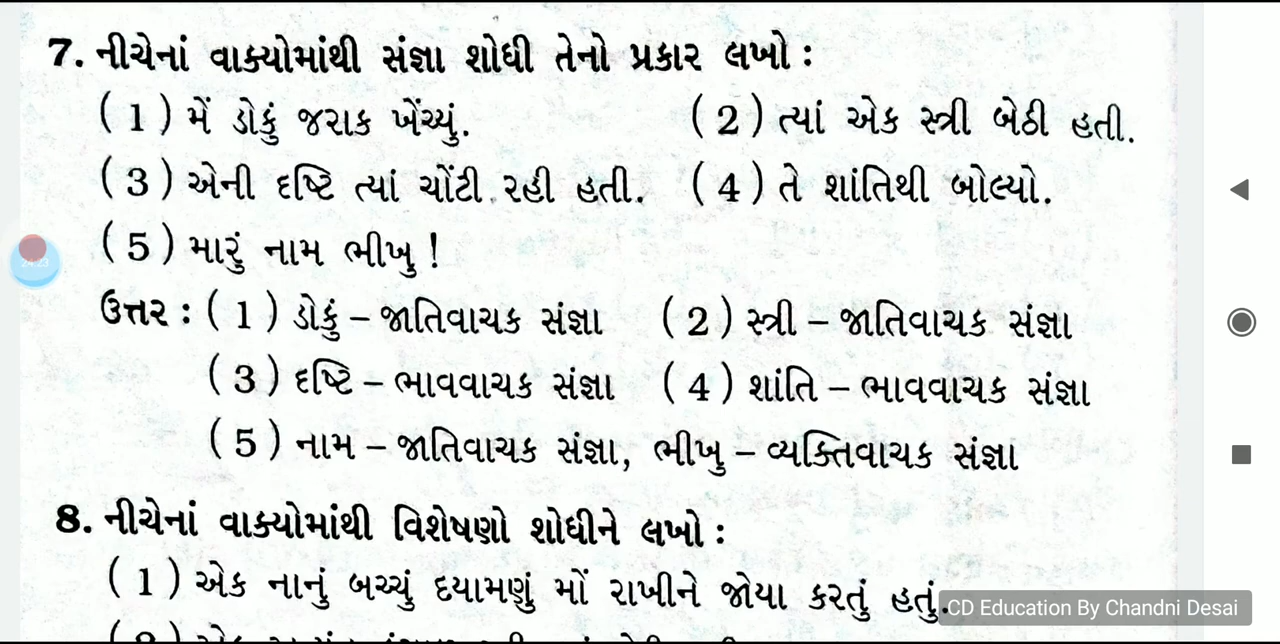 7. નીચેનાં વાક્યોમાંથી સંજ્ઞા શોધી તેનો પ્રકાર લખો :
(1) મેં ડોકું જરાક ખેંચ્યું. (2) ત્યાં એક સ્ત્રી બેઠી હતી.
(3) એની દૃષ્ટિ ત્યાં ચોંટી રહી હતી. (4) તે શાંતિથી બોલ્યો.
(5) મારું નામ ભીખુ !
ઉત્તર : (1) ડોકું – જાતિવાચક સંજ્ઞા (2) સ્ત્રી – જાતિવાચક સંજ્ઞા
(3) દૃષ્ટિ – ભાવવાચક સંજ્ઞા (4) શાંતિ – ભાવવાચક સંજ્ઞા
(5) નામ – જાતિવાચક સંજ્ઞા, ભીખુ – વ્યક્તિવાચક સંજ્ઞા
8. નીચેનાં વાક્યોમાંથી વિશેષણો શોધીને લખો :
(1) એક નાનું બચ્ચું દયામણું મોં રાખીને જોયા કરતું હતું.
CD Education By Chandni Desai